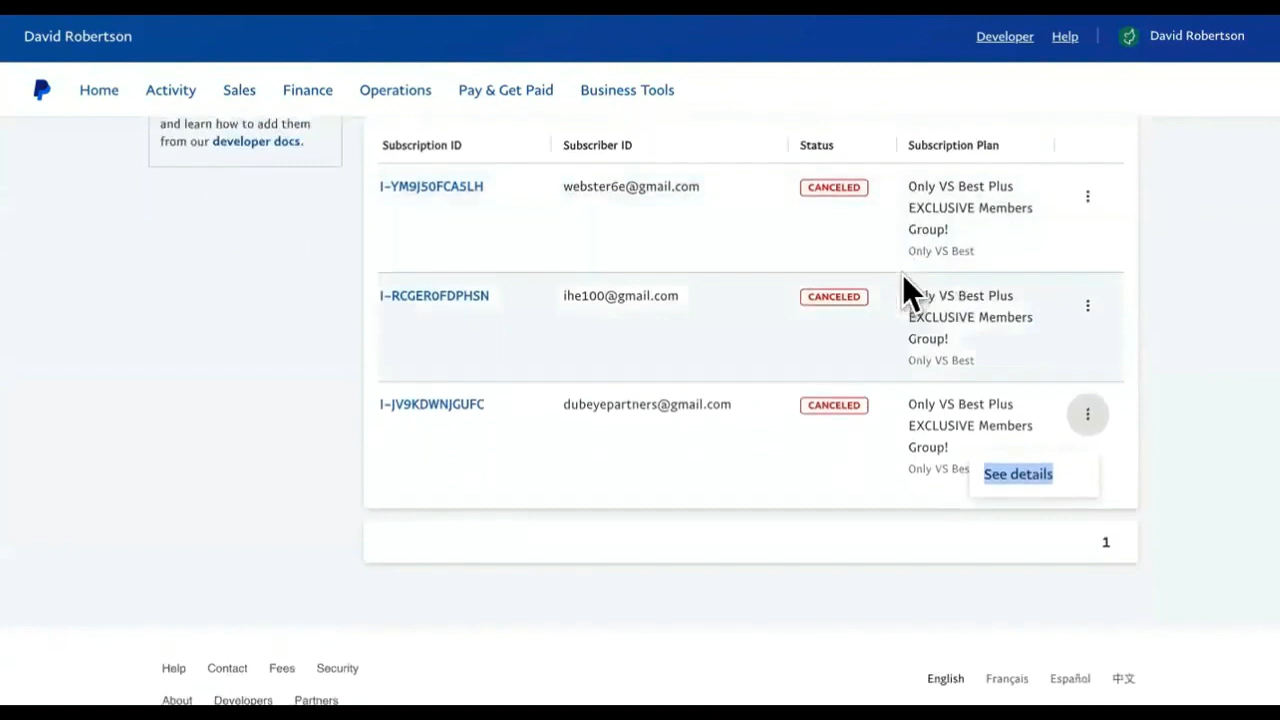 David Robertson
Developer
Help
David Robertson
Home
Activity
Sales
Finance
Operations
Pay & Get Paid
Business Tools
and learn how to add them
from our developer docs.
Subscription ID
Subscriber ID
Status
Subscription Plan
I-YM9J50FCA5LH
webster6e@gmail.com
CANCELED
Only VS Best Plus
EXCLUSIVE Members
Group!
Only VS Best
I-RCGER0FDPHSN
ihe100@gmail.com
CANCELED
VS Best Plus
EXCLUSIVE Members
Group!
Only VS Best
I-JV9KDWNJGUFC
dubeyepartners@gmail.com
CANCELED
Only VS Best Plus
EXCLUSIVE Members
Group!
Only VS Bes
See details
1
Help
Contact
Fees
Security
English
Français
Español
中文
About
Developers
Partners